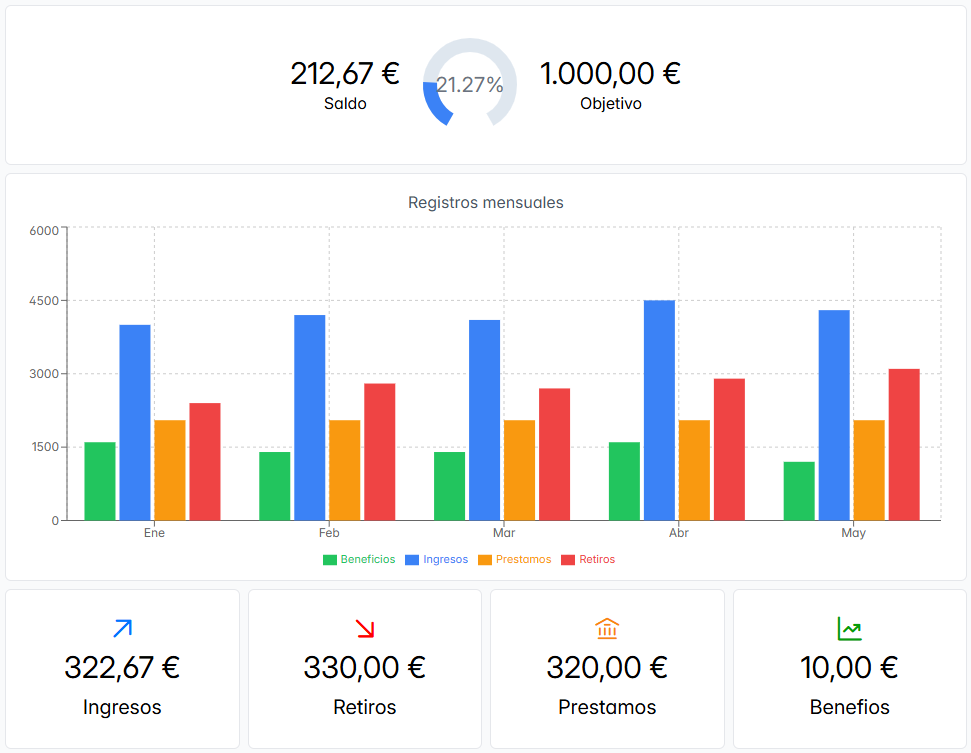 212,67 €
Saldo
21.27%
1.000,00 €
Objetivo
Registros mensuales
6000
4500
3000
1500
0
Ene Feb Mar Abr May
Beneficios Ingresos Prestamos Retiros
322,67 €
Ingresos
330,00 €
Retiros
320,00 €
Prestamos
10,00 €
Benefios